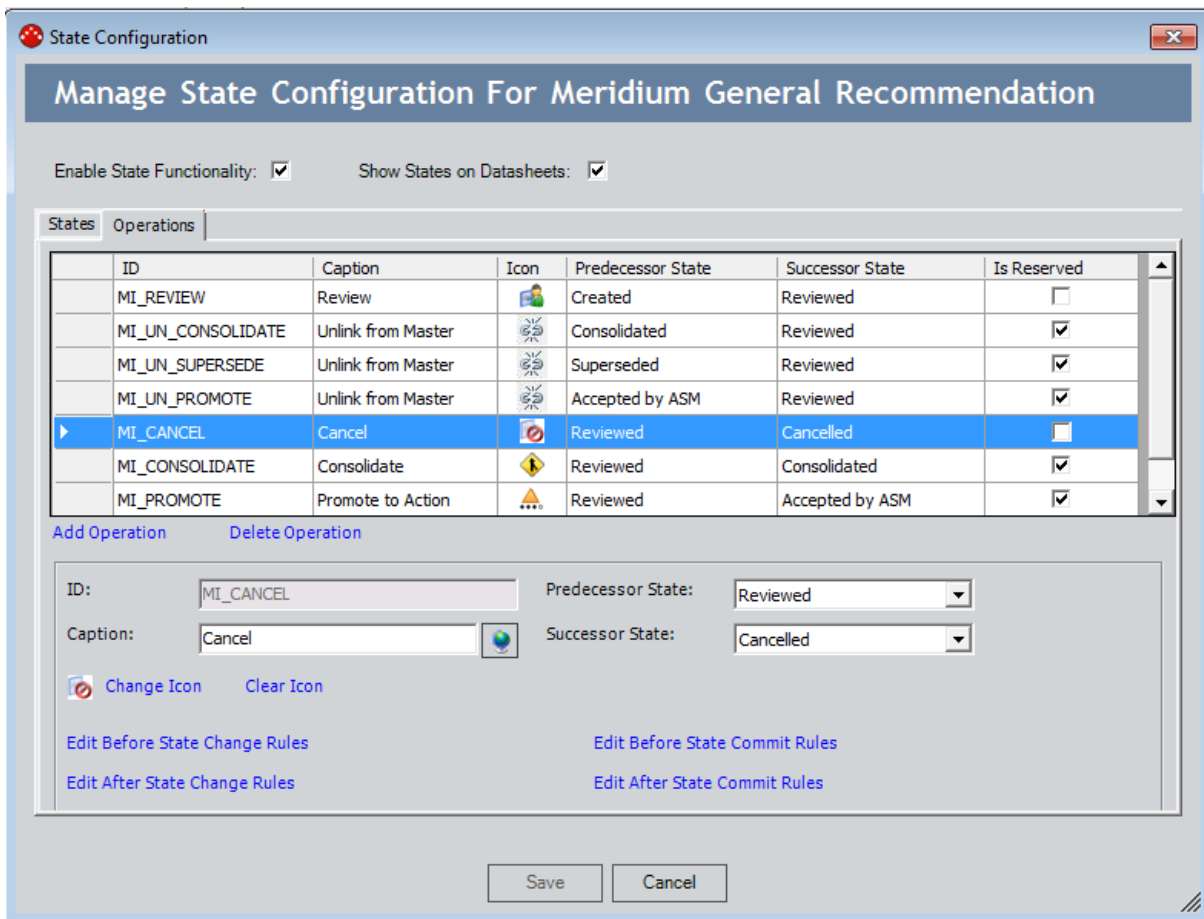 State Configuration
Manage State Configuration For Meridium General Recommendation
Enable State Functionality: Show States on Datasheets:
States Operations
ID Caption Icon Predecessor State Successor State Is Reserved
MI_REVIEW Review Created Reviewed
MI_UN_CONSOLIDATE Unlink from Master Consolidated Reviewed
MI_UN_SUPERSEDE Unlink from Master Superseded Reviewed
MI_UN_PROMOTE Unlink from Master Accepted by ASM Reviewed
MI_CANCEL Cancel Reviewed Cancelled
MI_CONSOLIDATE Consolidate Reviewed Consolidated
MI_PROMOTE Promote to Action Reviewed Accepted by ASM
Add Operation Delete Operation
ID: MI_CANCEL Predecessor State: Reviewed
Caption: Cancel Successor State: Cancelled
Change Icon Clear Icon
Edit Before State Change Rules Edit Before State Commit Rules
Edit After State Change Rules Edit After State Commit Rules
Save Cancel